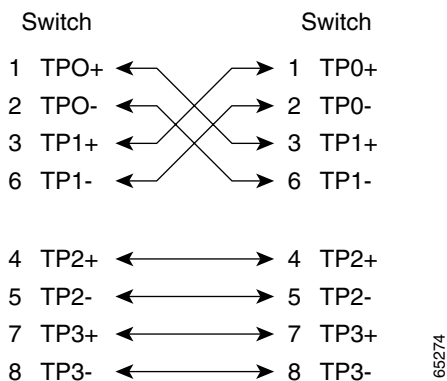 Switch Switch
1 TPO+ 1 TP0+
2 TPO- 2 TP0-
3 TP1+ 3 TP1+
6 TP1- 6 TP1-
4 TP2+ 4 TP2+
5 TP2- 5 TP2-
7 TP3+ 7 TP3+
8 TP3- 8 TP3-
65274